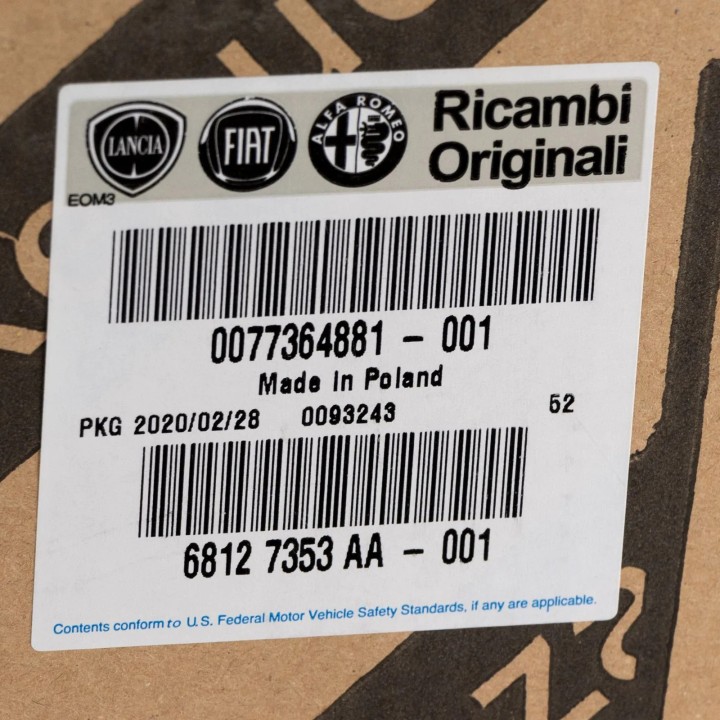 LANCIA
FIAT
ALFA ROMEO
Ricambi
Originali
EOM3
0077364881 - 001
Made in Poland
PKG 2020/02/28 0093243 52
6812 7353 AA - 001
Contents conform to U.S. Federal Motor Vehicle Safety Standards, if any are applicable.